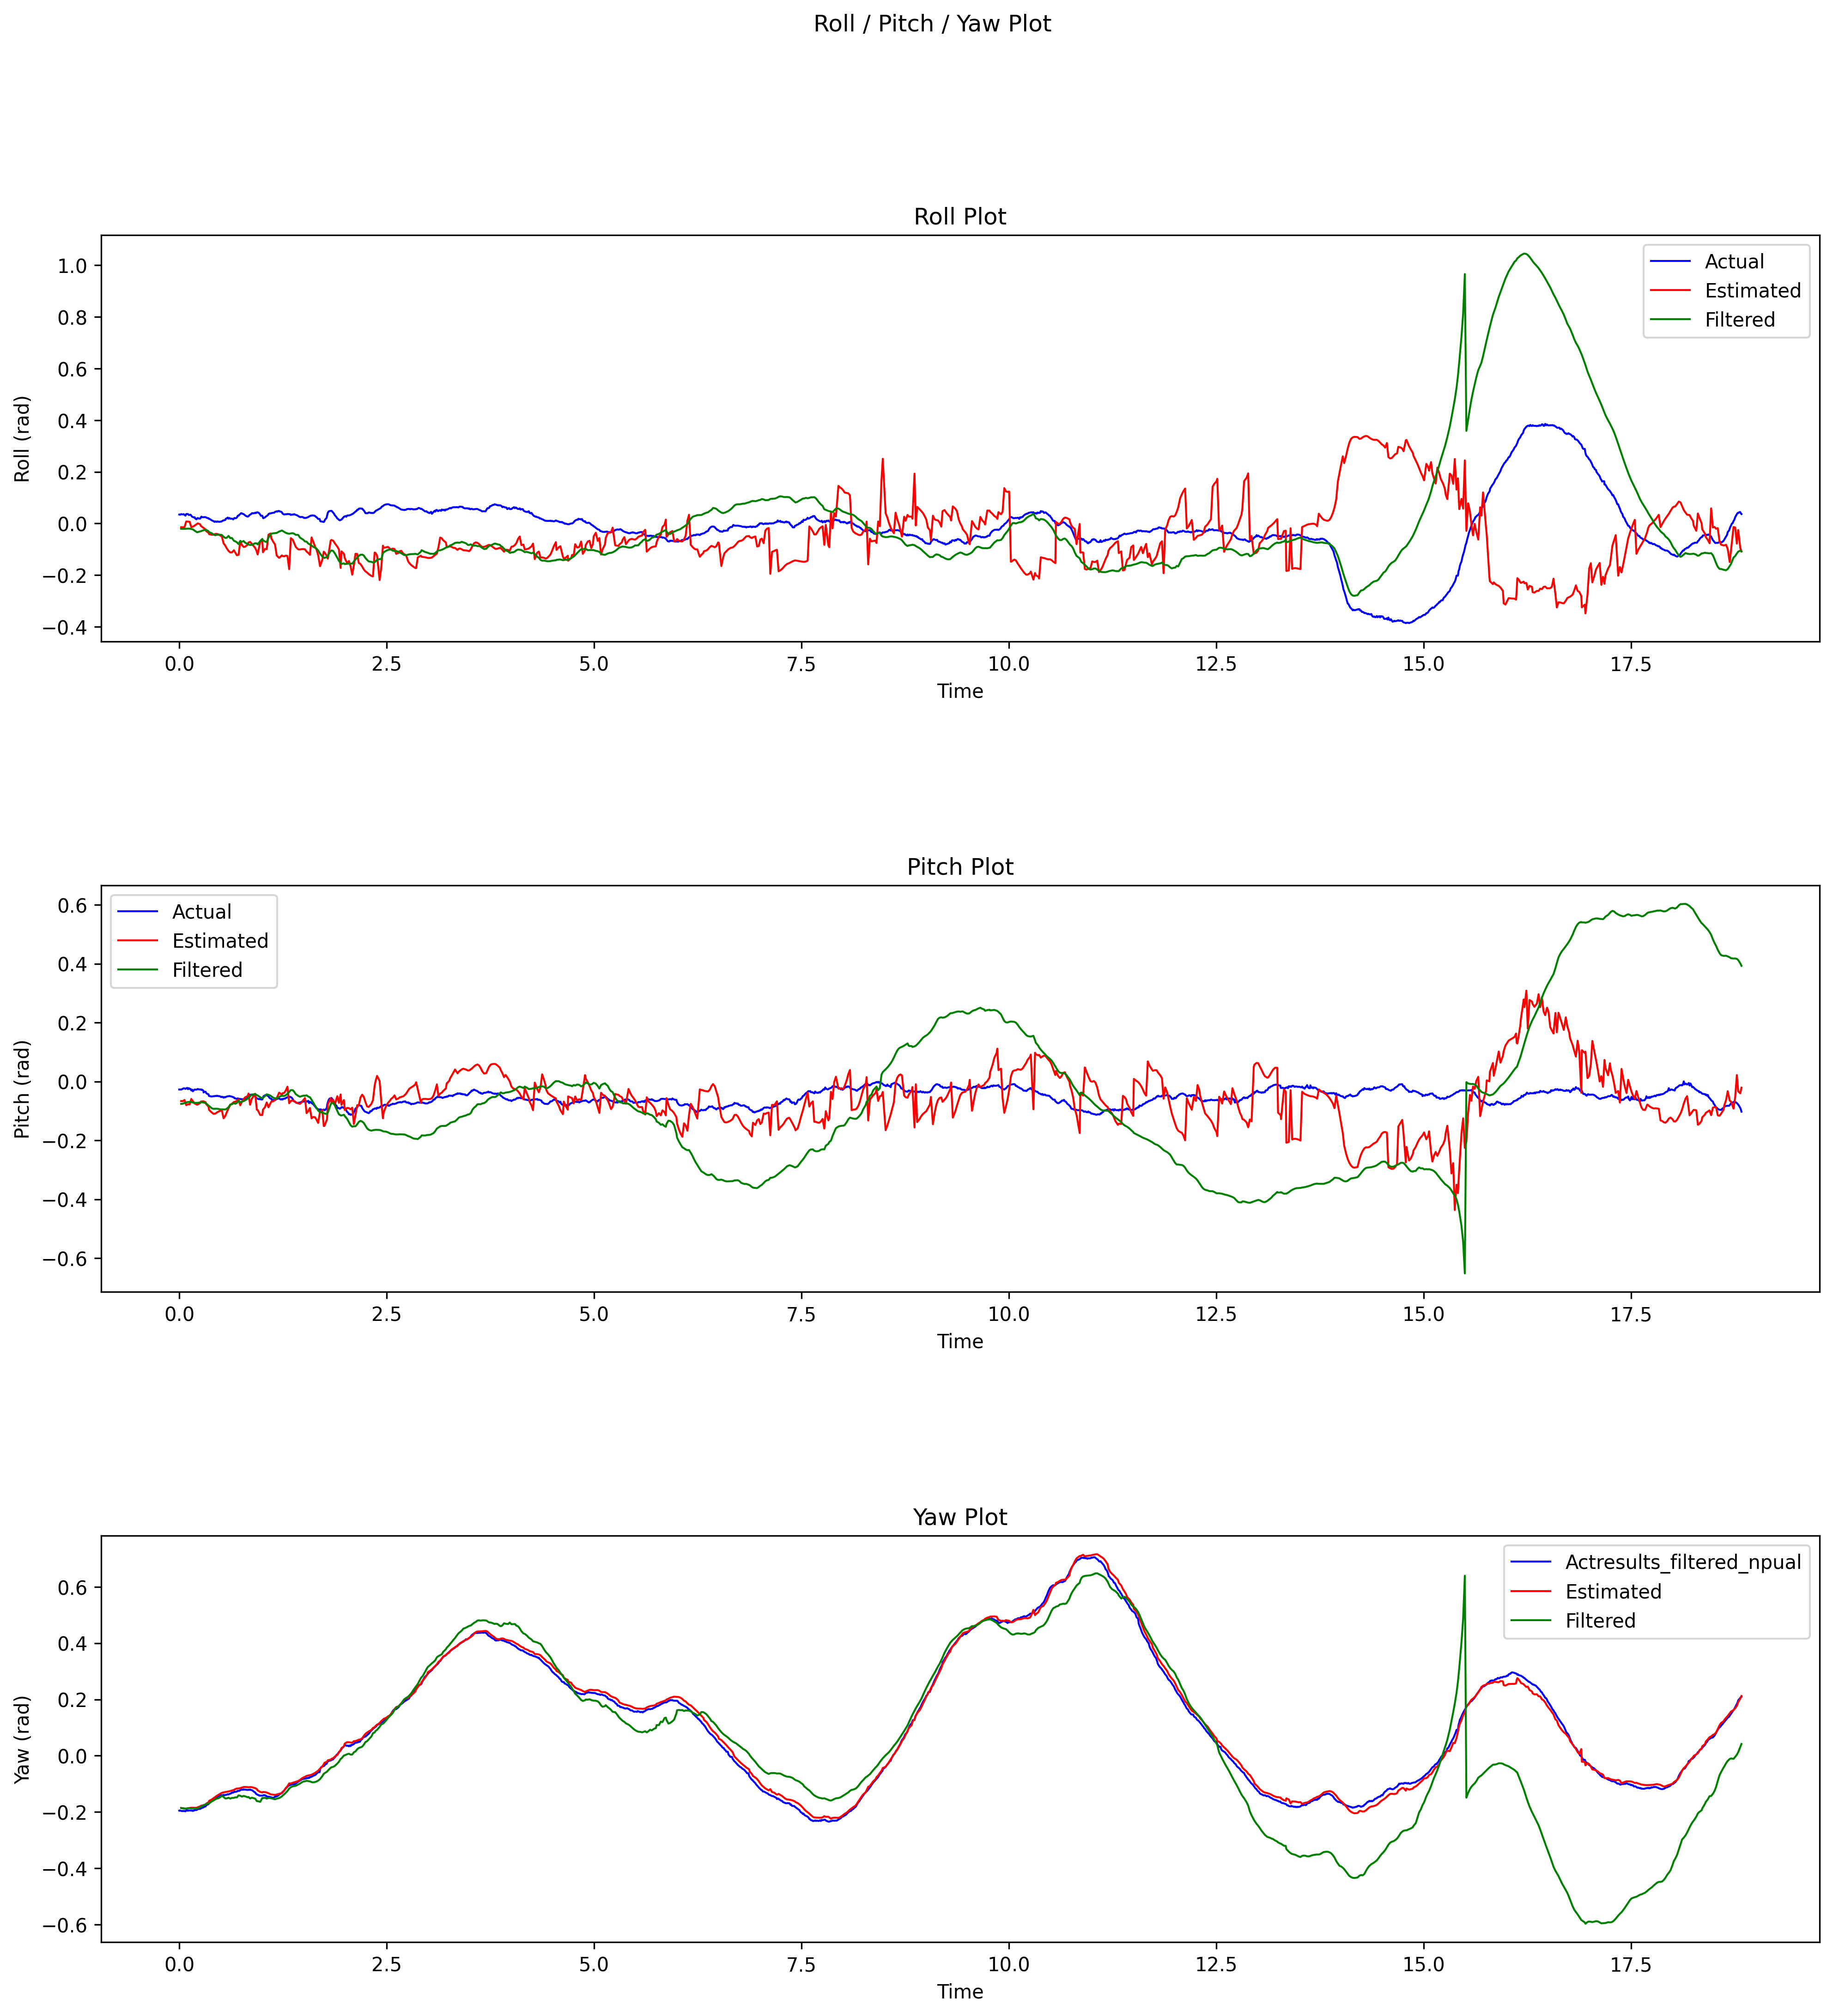 Roll / Pitch / Yaw Plot
Roll Plot
Roll (rad)
1.0
0.8
0.6
0.4
0.2
0.0
−0.2
−0.4
Actual
Estimated
Filtered
0.0 2.5 5.0 7.5 10.0 12.5 15.0 17.5
Time
Pitch Plot
Pitch (rad)
0.6
0.4
0.2
0.0
−0.2
−0.4
−0.6
Actual
Estimated
Filtered
0.0 2.5 5.0 7.5 10.0 12.5 15.0 17.5
Time
Yaw Plot
Yaw (rad)
0.6
0.4
0.2
0.0
−0.2
−0.4
−0.6
Actresults_filtered_npual
Estimated
Filtered
0.0 2.5 5.0 7.5 10.0 12.5 15.0 17.5
Time